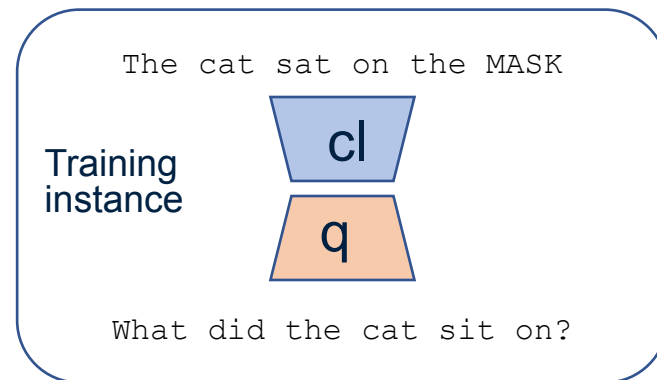 The cat sat on the MASK
cl
Training
instance
q
What did the cat sit on?